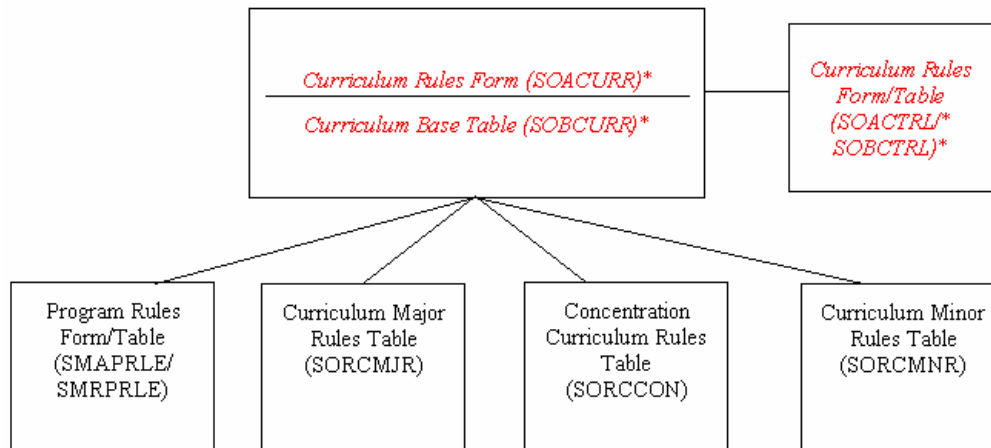 Curriculum Rules Form (SOACURR)*
Curriculum Base Table (SOBCURR)*
Curriculum Rules
Form/Table
(SOACTRL/*
SOBCTRL)*
Program Rules
Form/Table
(SMAPRLE/
SMRPRLE)
Curriculum Major
Rules Table
(SORCMJR)
Concentration
Curriculum Rules
Table
(SORCCON)
Curriculum Minor
Rules Table
(SORCMNR)